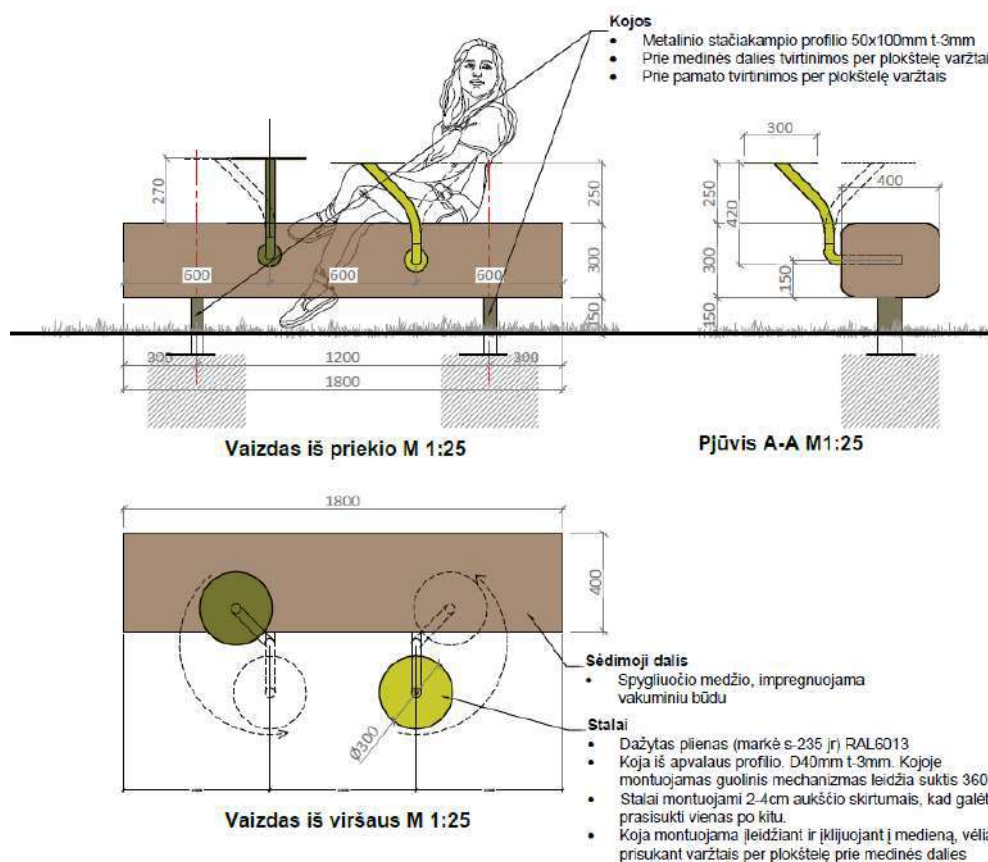 Kojos
• Metalinio stačiakampio profilio 50x100mm t-3mm
• Prie medinės dalies tvirtinimos per plokštelę varžtai
• Prie pamato tvirtinimos per plokštelę varžtais
270
250
600 600 600
300
150
300 1200 300
1800
Vaizdas iš priekio M 1:25
300
400
250
420
300
150
150
Pjūvis A-A M1:25
1800
400
Ø300
Vaizdas iš viršaus M 1:25
Sėdimoji dalis
• Spygliuočio medžio, impregnuojama
vakuminiu būdu
Stalai
• Dažytas plienas (markė s-235 jr) RAL6013
• Koja iš apvalaus profilio. D40mm t-3mm. Kojoje
montuojamas guolinis mechanizmas leidžia suktis 360
• Stalai montuojami 2-4cm aukščio skirtumais, kad galėt
prasisukti vienas po kitu.
• Koja montuojama įleidžiant ir įklijuojant į medieną, vėlia
prisukant varžtais per plokštelę prie medinės dalies